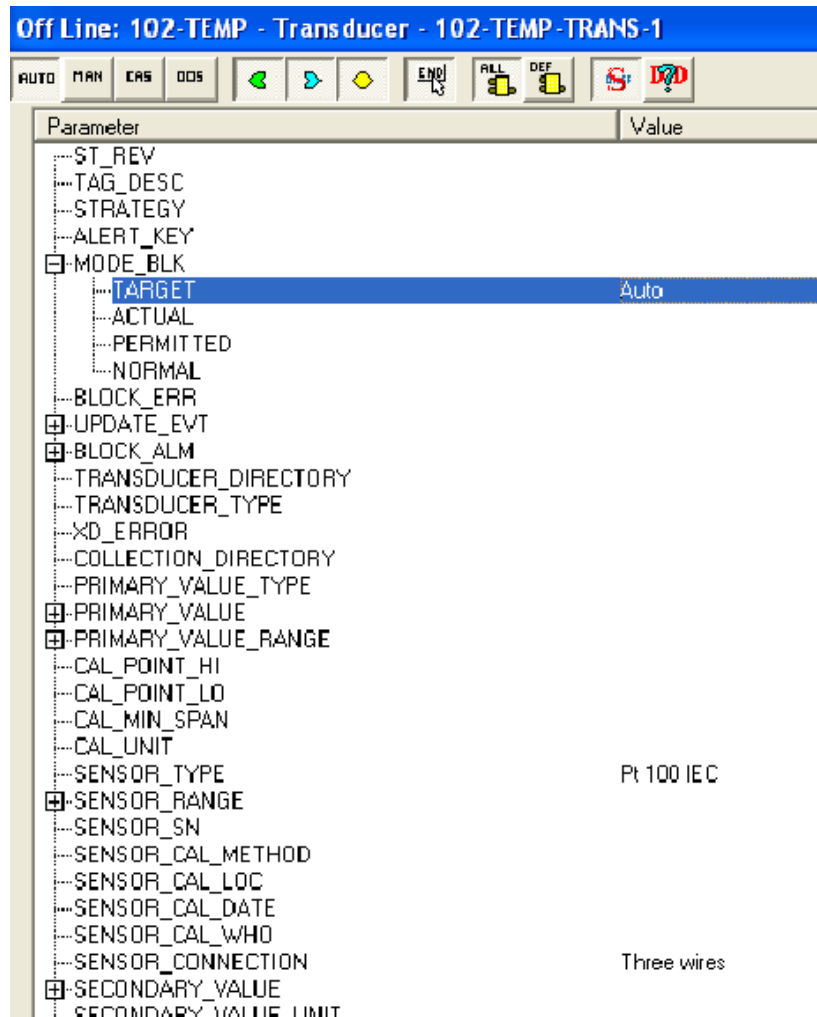 Off Line: 102-TEMP - Transducer - 102-TEMP-TRANS-1
AUTO MAN CAS OOS END ALL DEF S DD
Parameter Value
ST_REV
TAG_DESC
STRATEGY
ALERT_KEY
MODE_BLK
TARGET Auto
ACTUAL
PERMITTED
NORMAL
BLOCK_ERR
UPDATE_EVT
BLOCK_ALM
TRANSDUCER_DIRECTORY
TRANSDUCER_TYPE
XD_ERROR
COLLECTION_DIRECTORY
PRIMARY_VALUE_TYPE
PRIMARY_VALUE
PRIMARY_VALUE_RANGE
CAL_POINT_HI
CAL_POINT_LO
CAL_MIN_SPAN
CAL_UNIT
SENSOR_TYPE Pt 100 IEC
SENSOR_RANGE
SENSOR_SN
SENSOR_CAL_METHOD
SENSOR_CAL_LOC
SENSOR_CAL_DATE
SENSOR_CAL_WHO
SENSOR_CONNECTION Three wires
SECONDARY_VALUE
SECONDARY_VALUE_UNIT